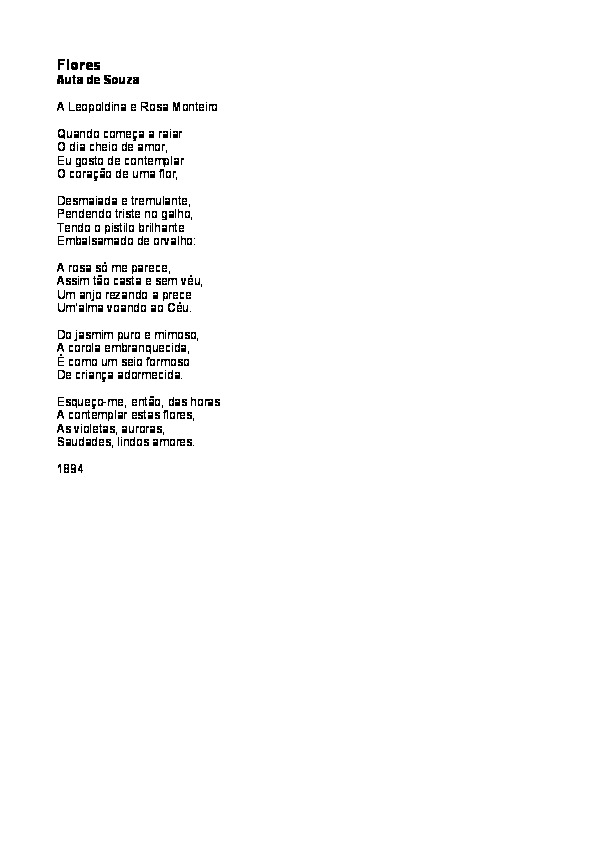 Flores
Auta de Souza
A Leopoldina e Rosa Monteiro
Quando começa a raiar
O dia cheio de amor,
Eu gosto de contemplar
O coração de uma flor,
Desmaiada e tremulante,
Pendendo triste no galho,
Tendo o pistilo brilhante
Embalsamado de orvalho:
A rosa só me parece,
Assim tão casta e sem véu,
Um anjo rezando a prece
Um'alma voando ao Céu.
Do jasmim puro e mimoso,
A corola embranquecida,
É como um seio formoso
De criança adormecida.
Esqueço-me, então, das horas
A contemplar estas flores,
As violetas, auroras,
Saudades, lindos amores.
1894